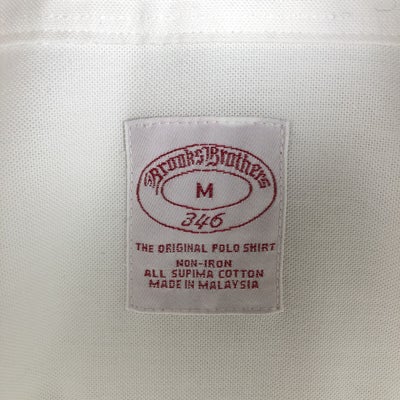 Brooks Brothers
M
346
THE ORIGINAL POLO SHIRT
NON-IRON
ALL SUPIMA COTTON
MADE IN MALAYSIA